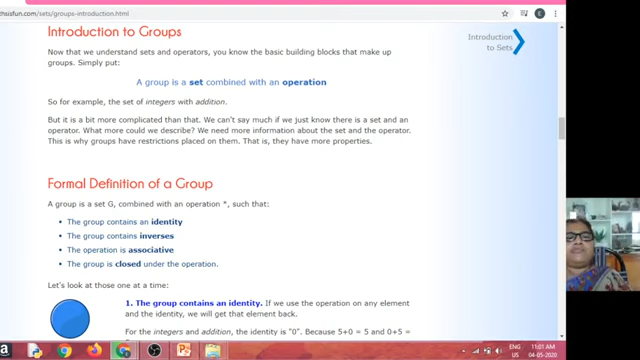 thsisfun.com/sets/groups-introduction.html
E
Introduction to Groups
Introduction
to Sets
Now that we understand sets and operators, you know the basic building blocks that make up
groups. Simply put:
A group is a set combined with an operation
So for example, the set of integers with addition.
But it is a bit more complicated than that. We can't say much if we just know there is a set and an
operator. What more could we describe? We need more information about the set and the operator.
This is why groups have restrictions placed on them. That is, they have more properties.
Formal Definition of a Group
A group is a set G, combined with an operation *, such that:
• The group contains an identity
• The group contains inverses
• The operation is associative
• The group is closed under the operation.
Let's look at those one at a time:
1. The group contains an identity. If we use the operation on any element
and the identity, we will get that element back.
For the integers and addition, the identity is "0". Because 5+0 = 5 and 0+5 =
ENG
US
11:01 AM
04-05-2020